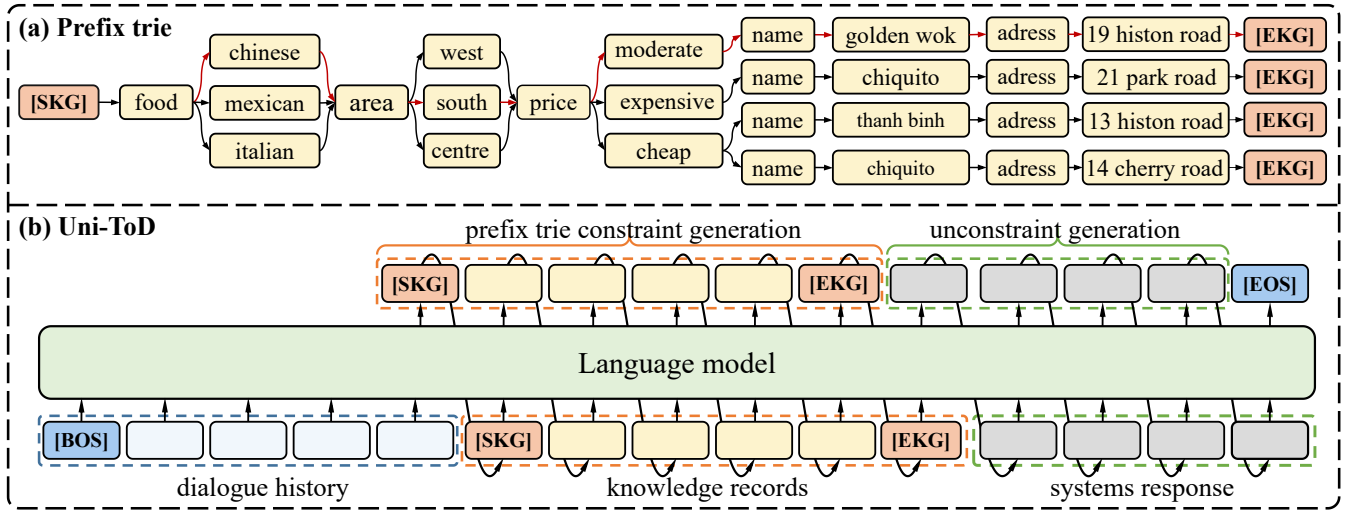 (a) Prefix trie
chinese west moderate name golden wok adress 19 histon road [EKG]
[SKG] food mexican area south price expensive name chiquito adress 21 park road [EKG]
name thanh binh adress 13 histon road [EKG]
italian centre cheap
name chiquito adress 14 cherry road [EKG]
(b) Uni-ToD
prefix trie constraint generation unconstraint generation
[SKG] [EKG] [EOS]
Language model
[BOS] [SKG] [EKG]
dialogue history knowledge records systems response